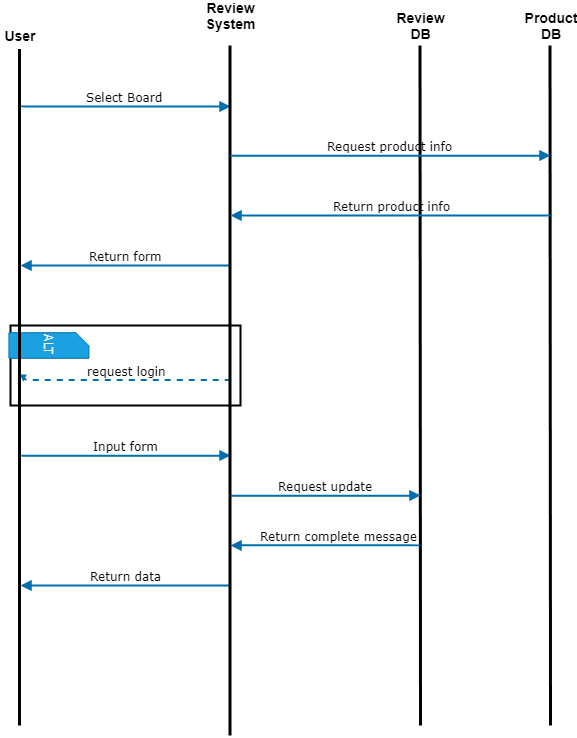 User
Review
System
Review
DB
Product
DB
Select Board
Request product info
Return product info
Return form
ALT
request login
Input form
Request update
Return complete message
Return data